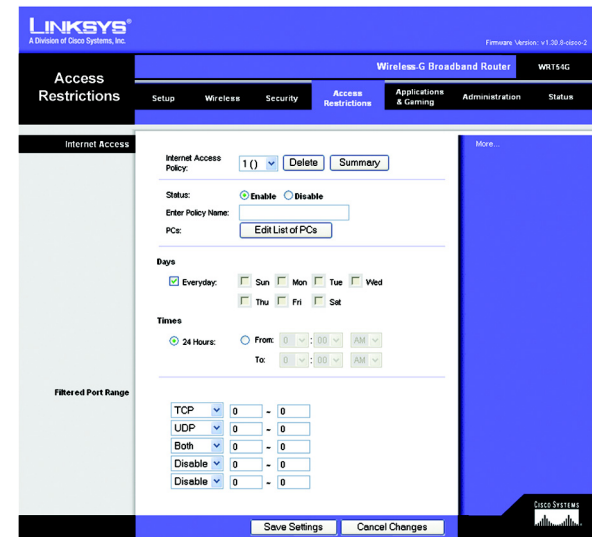 LINKSYS®
A Division of Cisco Systems, Inc.
Firmware Version: v1.30.8-cisco-2
Wireless-G Broadband Router WRT54G
Access Restrictions
Setup Wireless Security Access Restrictions Applications & Gaming Administration Status
Internet Access
More...
Internet Access Policy: 1 () Delete Summary
Status: Enable Disable
Enter Policy Name:
PCs: Edit List of PCs
Days
Everyday: Sun Mon Tue Wed
Thu Fri Sat
Times
24 Hours: From: 0 : 00 AM
To: 0 : 00 AM
Filtered Port Range
TCP 0 ~ 0
UDP 0 ~ 0
Both 0 ~ 0
Disable 0 ~ 0
Disable 0 ~ 0
Save Settings Cancel Changes
CISCO SYSTEMS